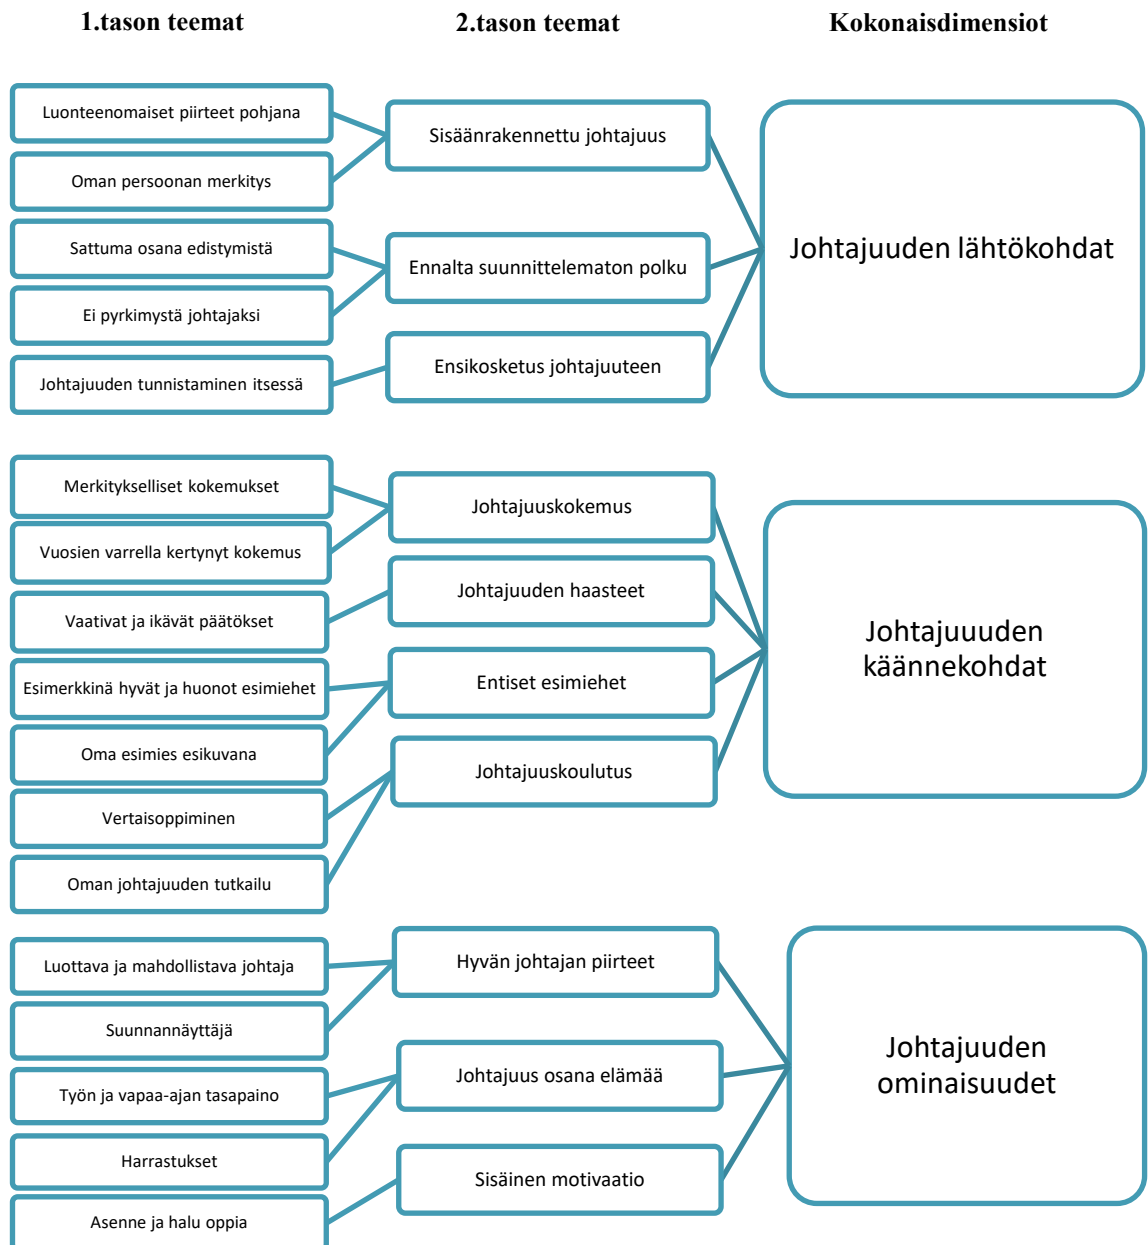 1.tason teemat
2.tason teemat
Kokonaisdimensiot
Luonteenomaiset piirteet pohjana
Oman persoonan merkitys
Sattuma osana edistymistä
Ei pyrkimystä johtajaksi
Johtajuuden tunnistaminen itsessä
Sisäänrakennettu johtajuus
Ennalta suunnittelematon polku
Ensikosketus johtajuuteen
Johtajuuden lähtökohdat
Merkitykselliset kokemukset
Vuosien varrella kertynyt kokemus
Vaativat ja ikävät päätökset
Esimerkkinä hyvät ja huonot esimiehet
Oma esimies esikuvana
Vertaisoppiminen
Oman johtajuuden tutkailu
Johtajuuskokemus
Johtajuuden haasteet
Entiset esimiehet
Johtajuuskoulutus
Johtajuuuden
käännekohdat
Luottava ja mahdollistava johtaja
Suunnannäyttäjä
Työn ja vapaa-ajan tasapaino
Harrastukset
Asenne ja halu oppia
Hyvän johtajan piirteet
Johtajuus osana elämää
Sisäinen motivaatio
Johtajuuden
ominaisuudet